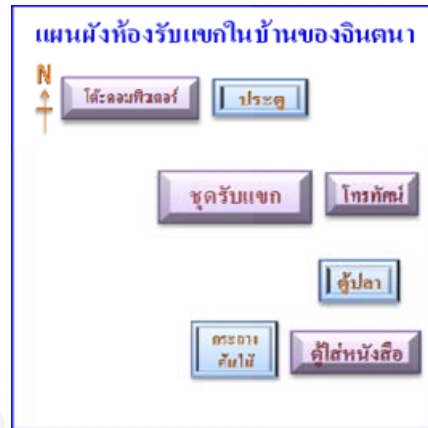 แผนผังห้องรับแขกในบ้านของจินตนา
N
โต๊ะคอมพิวเตอร์
ประตู
ชุดรับแขก
โทรทัศน์
ตู้ปลา
กระถาง
ต้นไม้
ตู้ใส่หนังสือ